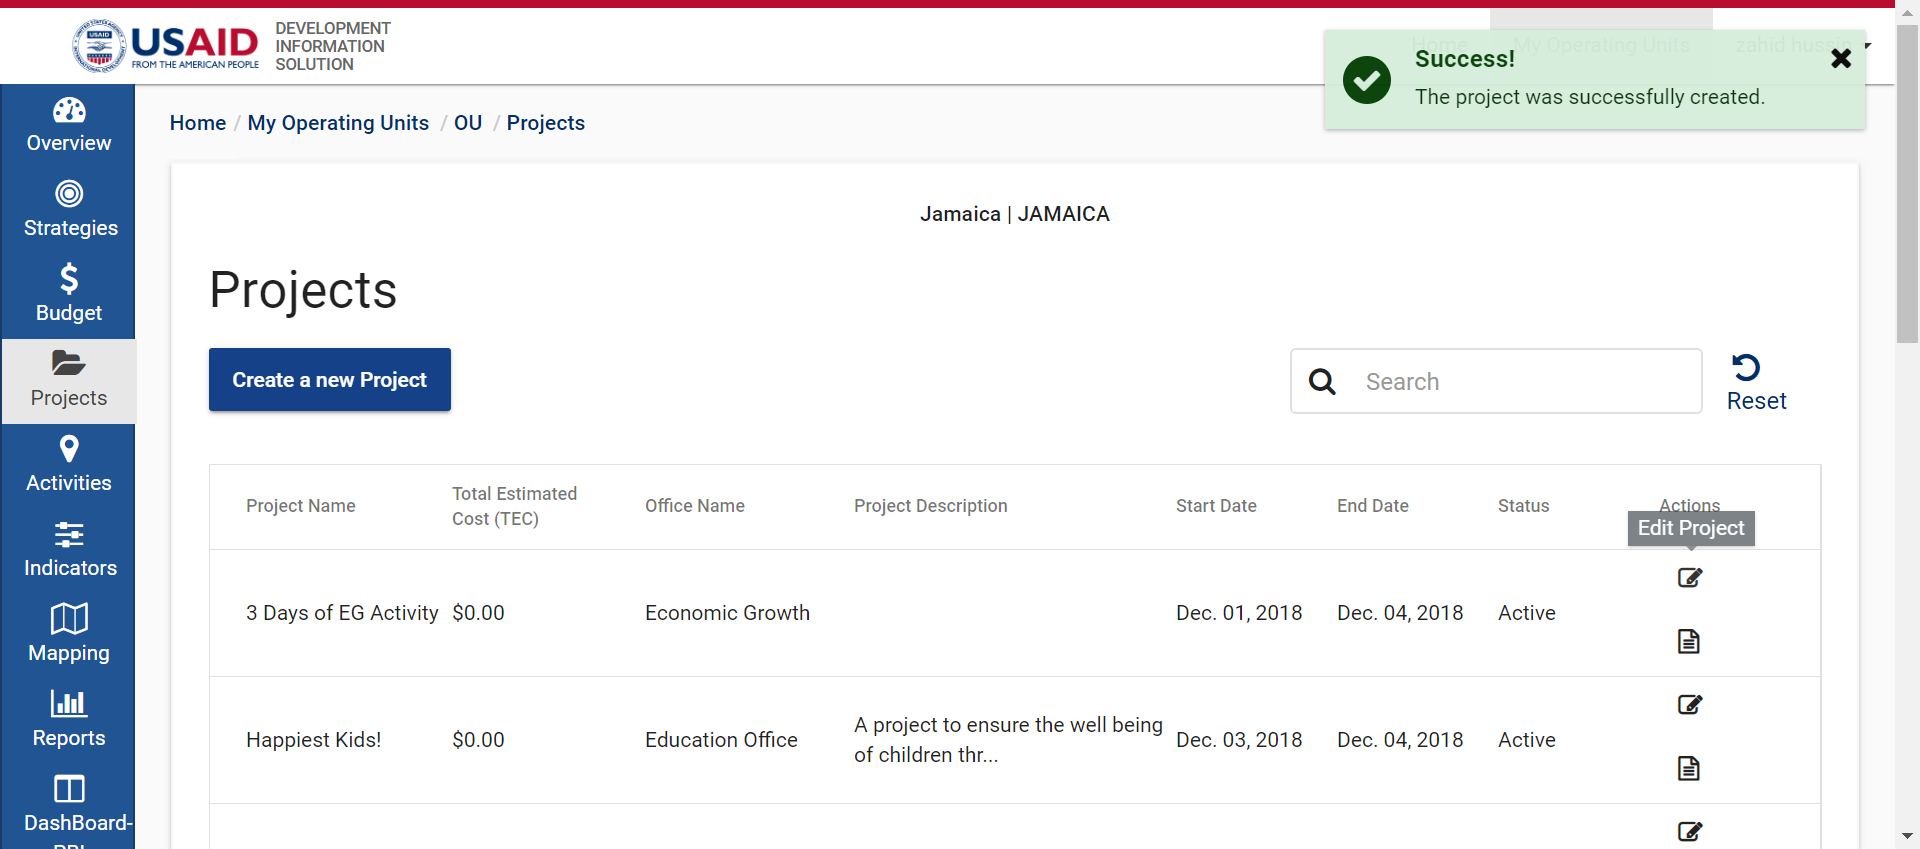 USAID
USAID
FROM THE AMERICAN PEOPLE
DEVELOPMENT
INFORMATION
SOLUTION
Home
My Operating Units
zahid hussain
Success!
The project was successfully created.
Overview
Strategies
Budget
Projects
Activities
Indicators
Mapping
Reports
DashBoard-
Home / My Operating Units / OU / Projects
Jamaica | JAMAICA
Projects
Create a new Project
Search
Reset
Project Name
Total Estimated
Cost (TEC)
Office Name
Project Description
Start Date
End Date
Status
Actions
Edit Project
3 Days of EG Activity $0.00 Economic Growth Dec. 01, 2018 Dec. 04, 2018 Active
A project to ensure the well being
of children thr...
Happiest Kids! $0.00 Education Office Dec. 03, 2018 Dec. 04, 2018 Active